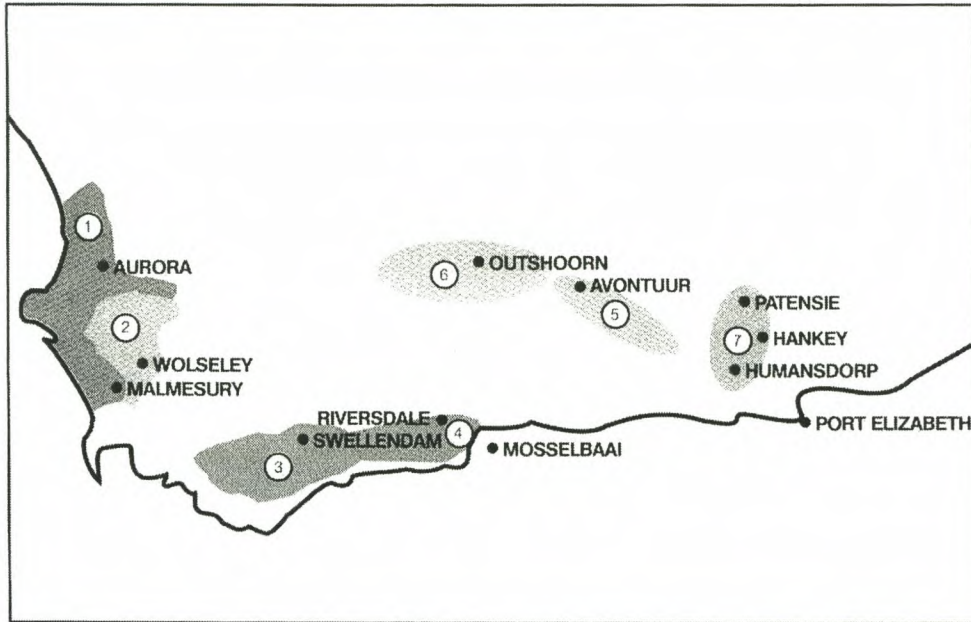 1
AURORA
6
OUTSHOORN
AVONTUUR
5
PATENSIE
2
7
HANKEY
WOLSELEY
HUMANSDORP
MALMESURY
RIVERSDALE
4
PORT ELIZABETH
SWELLENDAM
MOSSELBAAI
3